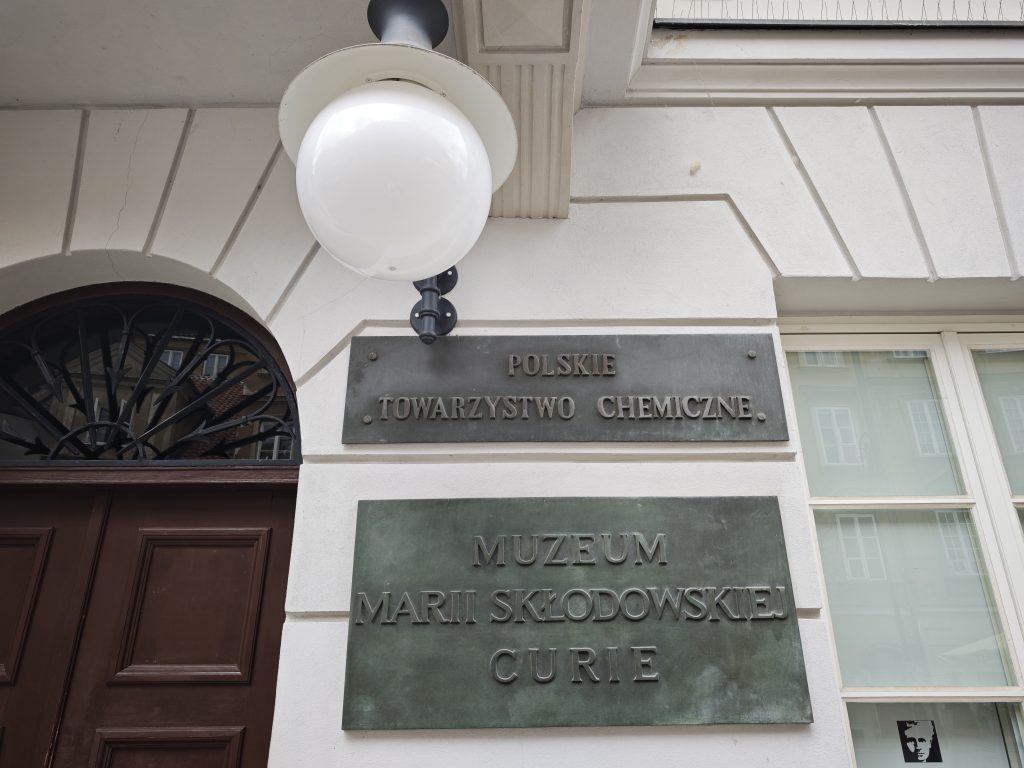 POLSKIE
TOWARZYSTWO CHEMICZNE
MUZEUM
MARII SKŁODOWSKIEJ
CURIE